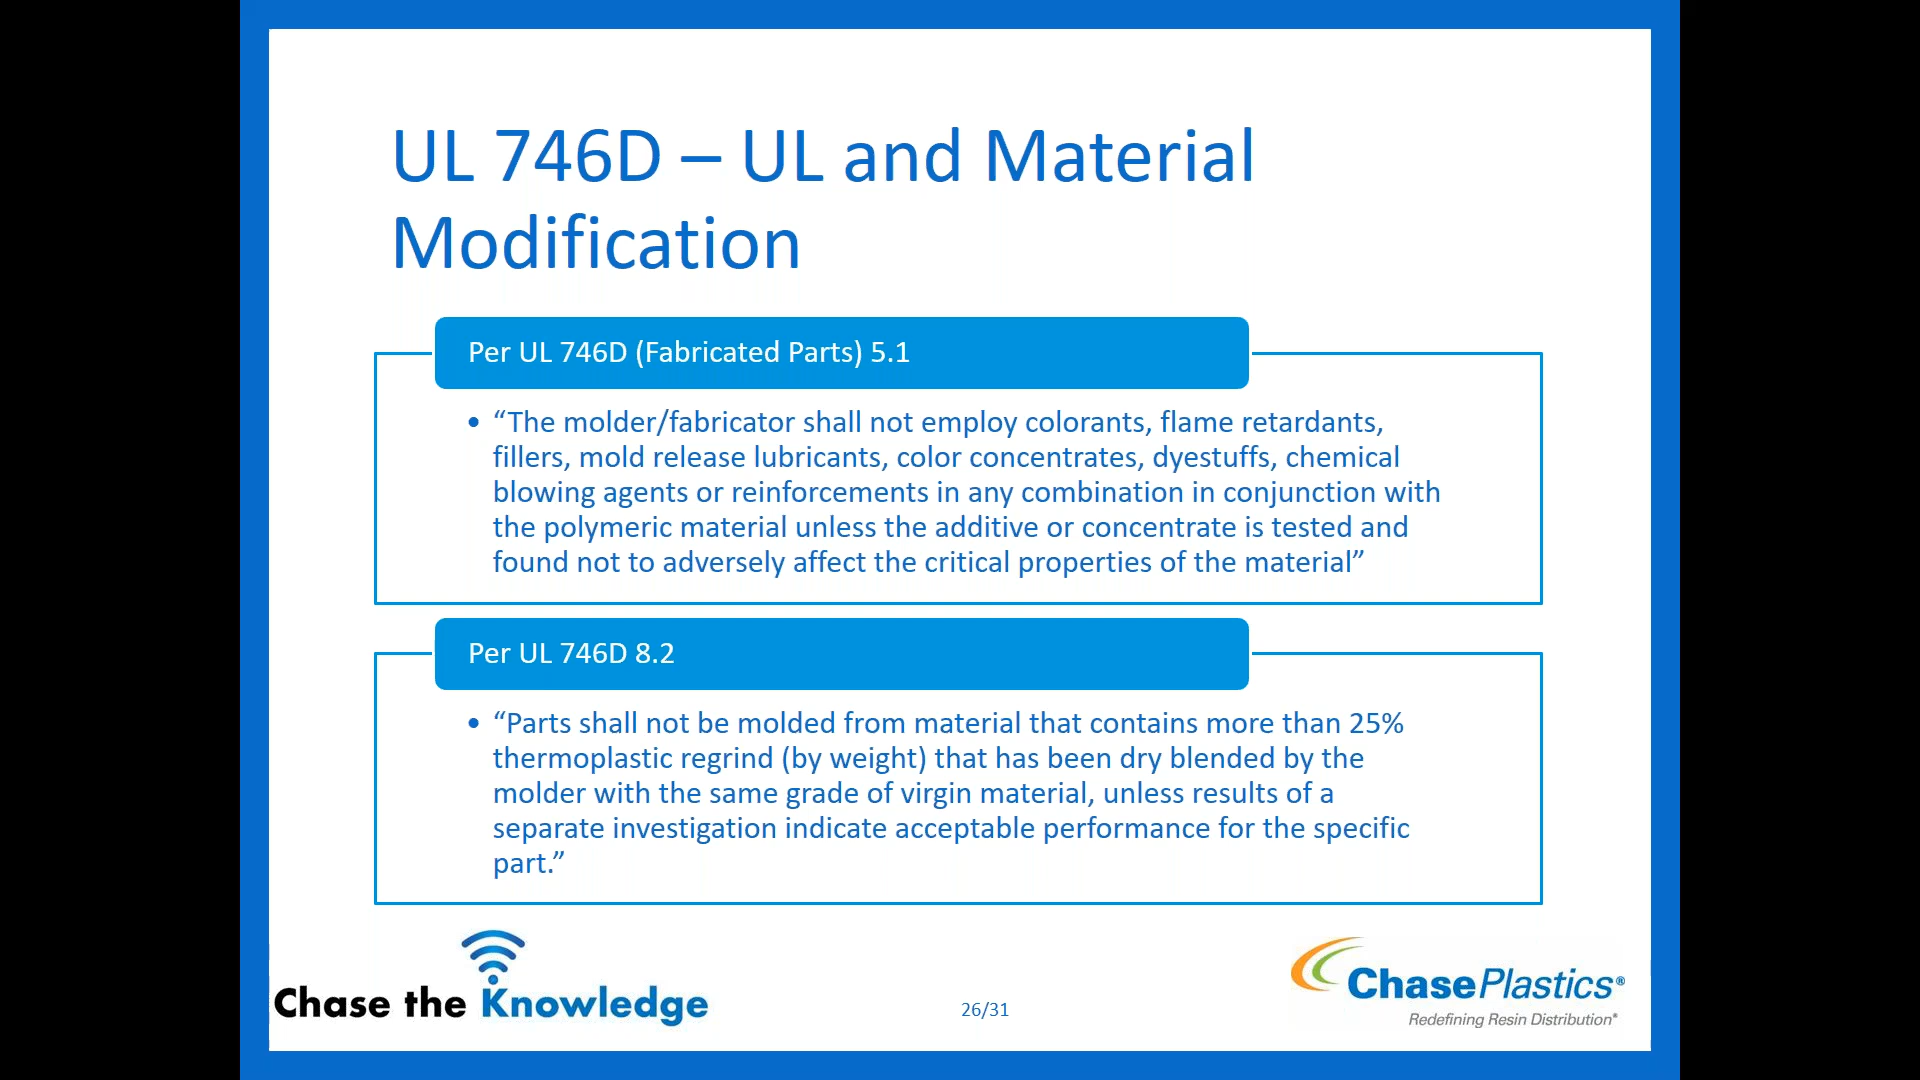 UL 746D – UL and Material
Modification
Per UL 746D (Fabricated Parts) 5.1
• “The molder/fabricator shall not employ colorants, flame retardants,
fillers, mold release lubricants, color concentrates, dyestuffs, chemical
blowing agents or reinforcements in any combination in conjunction with
the polymeric material unless the additive or concentrate is tested and
found not to adversely affect the critical properties of the material”
Per UL 746D 8.2
• “Parts shall not be molded from material that contains more than 25%
thermoplastic regrind (by weight) that has been dry blended by the
molder with the same grade of virgin material, unless results of a
separate investigation indicate acceptable performance for the specific
part.”
Chase the Knowledge
26/31
ChasePlastics®
Redefining Resin Distribution®